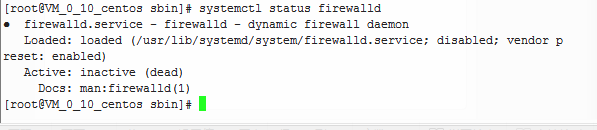 [root@VM_0_10_centos sbin]# systemctl status firewalld
● firewalld.service - firewalld - dynamic firewall daemon
Loaded: loaded (/usr/lib/systemd/system/firewalld.service; disabled; vendor p
reset: enabled)
Active: inactive (dead)
Docs: man:firewalld(1)
[root@VM_0_10_centos sbin]#